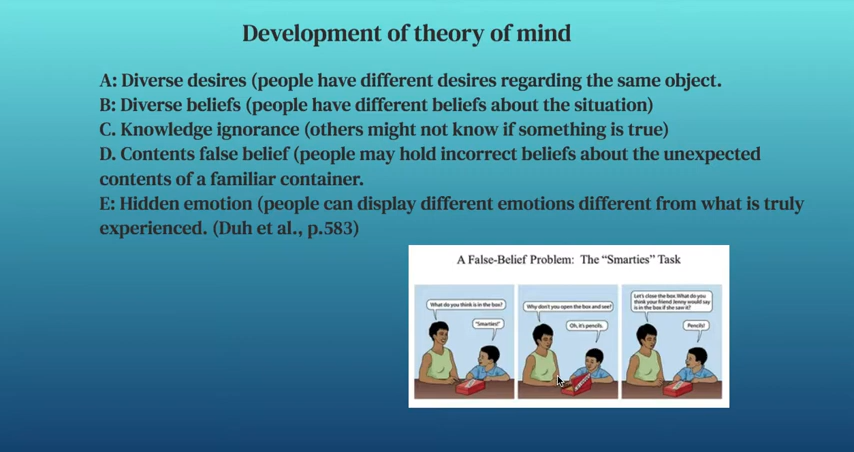 Development of theory of mind
A: Diverse desires (people have different desires regarding the same object.
B: Diverse beliefs (people have different beliefs about the situation)
C. Knowledge ignorance (others might not know if something is true)
D. Contents false belief (people may hold incorrect beliefs about the unexpected
contents of a familiar container.
E: Hidden emotion (people can display different emotions different from what is truly
experienced. (Duh et al., p.583)
A False-Belief Problem: The “Smarties” Task
What do you think is in the box?
"Smarties!"
Why don't you open the box and see?
Oh, it's pencils.
Let's close the box. What do you
think your friend Jenny would say
is in the box if she saw it?
Pencils!